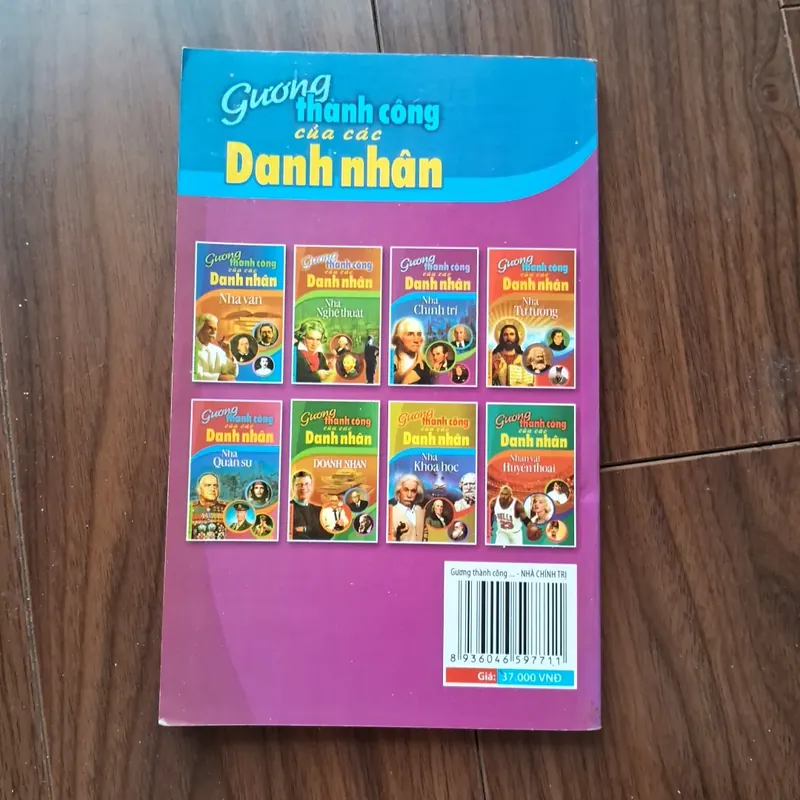 Gương
thành công
của các
Danh nhân
Gương
thành công
của các
Danh nhân
Nhà văn
Gương
thành công
của các
Danh nhân
Nhà
Nghệ thuật
Gương
thành công
của các
Danh nhân
Nhà
Chính trị
Gương
thành công
của các
Danh nhân
Nhà
Tư tưởng
Gương
thành công
của các
Danh nhân
Nhà
Quân sự
Gương
thành công
của các
Danh nhân
DOANH NHÂN
Gương
thành công
của các
Danh nhân
Nhà
Khoa học
Gương
thành công
của các
Danh nhân
Nhân vật
Huyền thoại
BULLS
23
Gương thành công ... - NHÀ CHÍNH TRỊ
8 936046 597711
Giá: 37.000 VNĐ